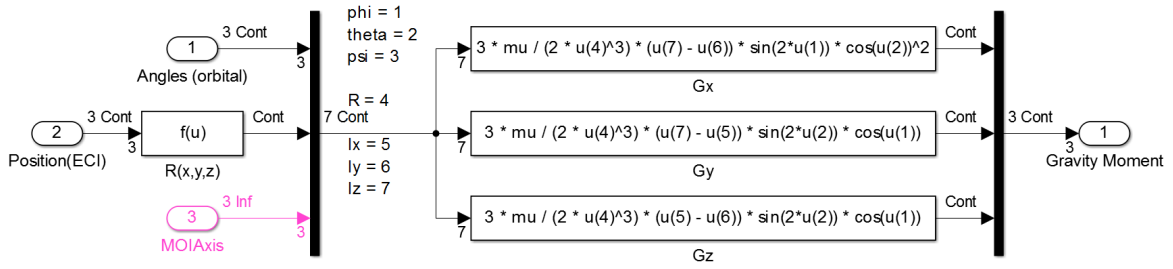 1
3 Cont
3
Angles (orbital)
2
3 Cont
3
Position(ECI)
f(u)
R(x,y,z)
Cont
3
3 Inf
3
MOIAxis
phi = 1
theta = 2
psi = 3
R = 4
7 Cont
Ix = 5
Iy = 6
Iz = 7
7
3 * mu / (2 * u(4)^3) * (u(7) - u(6)) * sin(2*u(1)) * cos(u(2))^2
Gx
Cont
7
3 * mu / (2 * u(4)^3) * (u(7) - u(5)) * sin(2*u(2)) * cos(u(1))
Gy
Cont
7
3 * mu / (2 * u(4)^3) * (u(5) - u(6)) * sin(2*u(2)) * cos(u(1))
Gz
Cont
3 Cont
3
1
Gravity Moment